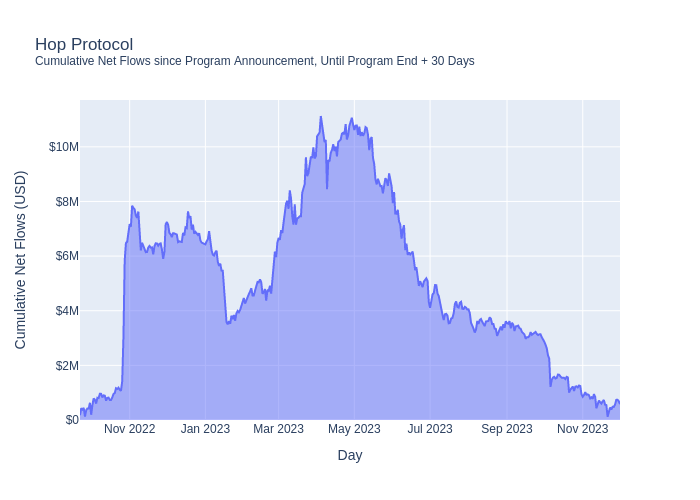 Hop Protocol
Cumulative Net Flows since Program Announcement, Until Program End + 30 Days
Cumulative Net Flows (USD)
$10M
$8M
$6M
$4M
$2M
$0
Nov 2022 Jan 2023 Mar 2023 May 2023 Jul 2023 Sep 2023 Nov 2023
Day